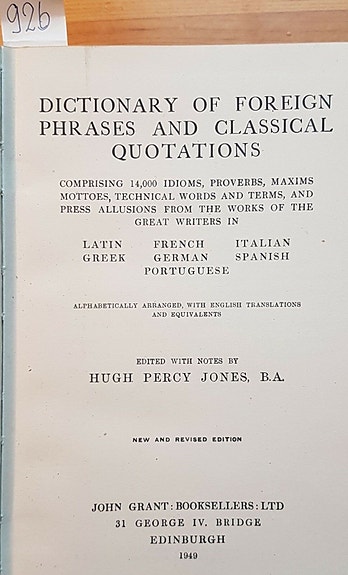 926
DICTIONARY OF FOREIGN
PHRASES AND CLASSICAL
QUOTATIONS
COMPRISING 14,000 IDIOMS, PROVERBS, MAXIMS
MOTTOES, TECHNICAL WORDS AND TERMS, AND
PRESS ALLUSIONS FROM THE WORKS OF THE
GREAT WRITERS IN
LATIN FRENCH ITALIAN
GREEK GERMAN SPANISH
PORTUGUESE
ALPHABETICALLY ARRANGED, WITH ENGLISH TRANSLATIONS
AND EQUIVALENTS
EDITED WITH NOTES BY
HUGH PERCY JONES, B.A.
NEW AND REVISED EDITION
JOHN GRANT: BOOKSELLERS: LTD
31 GEORGE IV. BRIDGE
EDINBURGH
1949